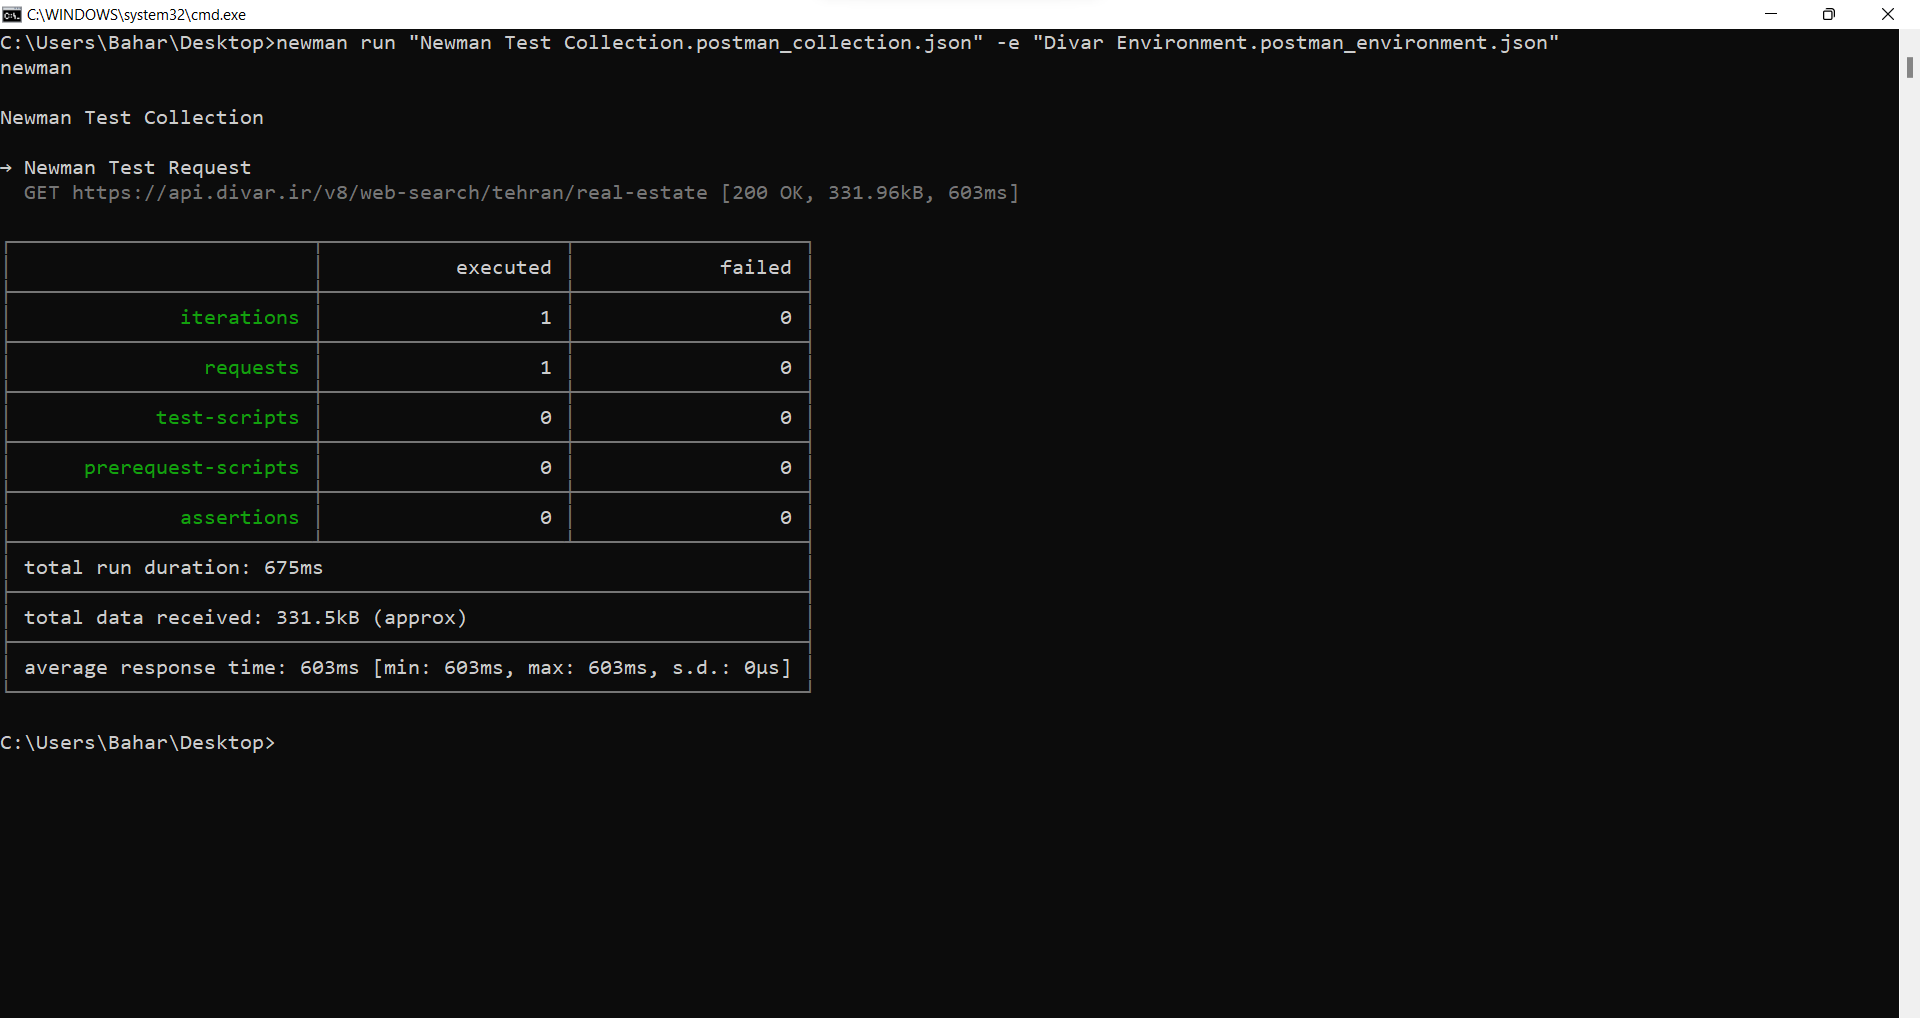 C:\WINDOWS\system32\cmd.exe
C:\Users\Bahar\Desktop>newman run "Newman Test Collection.postman_collection.json" -e "Divar Environment.postman_environment.json"
newman
Newman Test Collection
→ Newman Test Request
GET https://api.divar.ir/v8/web-search/tehran/real-estate [200 OK, 331.96kB, 603ms]
executed failed
iterations 1 0
requests 1 0
test-scripts 0 0
prerequest-scripts 0 0
assertions 0 0
total run duration: 675ms
total data received: 331.5kB (approx)
average response time: 603ms [min: 603ms, max: 603ms, s.d.: 0µs]
C:\Users\Bahar\Desktop>